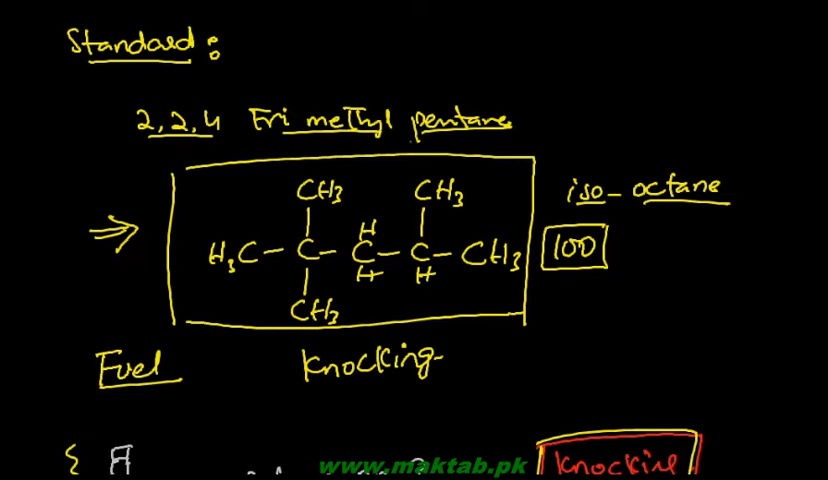 Standard :
2,2,4 Tri methyl pentane
CH3 CH3
iso-octane
H
H3C - C - C - C - CH3
100
H H
CH3
Fuel Knocking
{ A
www.maktab.pk
Knocking